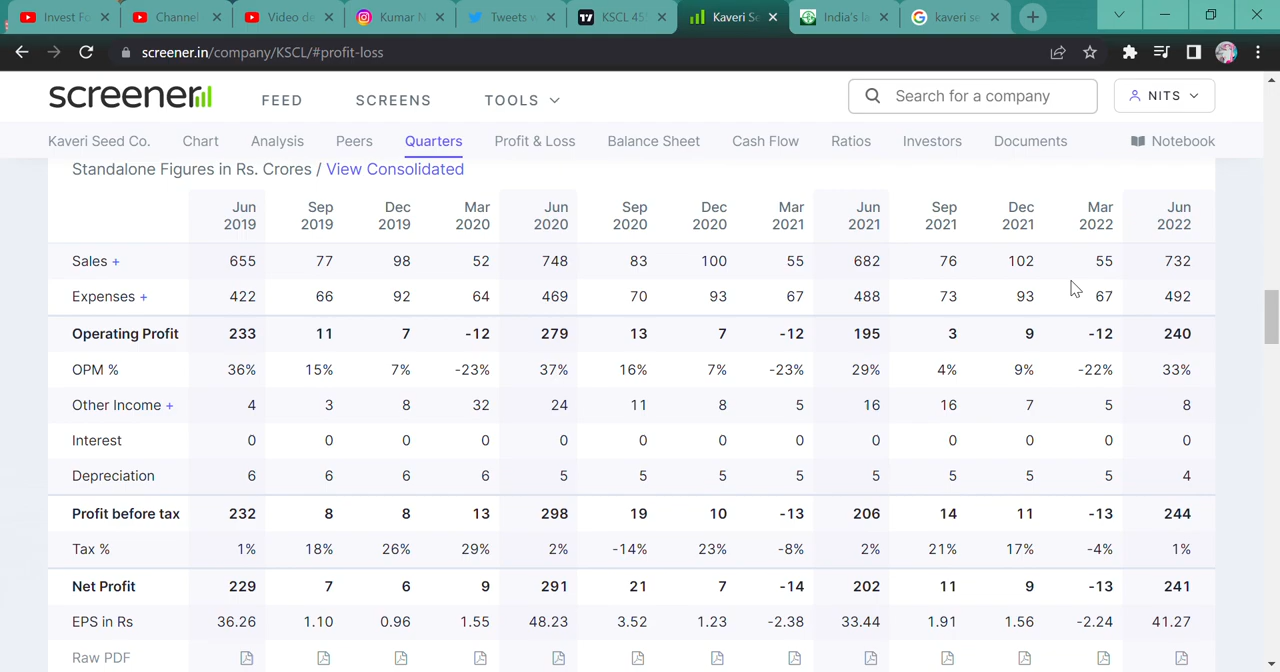 Invest Fo
Channel
Video de
Kumar N
Tweets w
KSCL 45
Kaveri Se
India's la
kaveri se
screener.in/company/KSCL/#profit-loss
screener
FEED
SCREENS
TOOLS
Search for a company
NITS
Kaveri Seed Co. Chart Analysis Peers Quarters Profit & Loss Balance Sheet Cash Flow Ratios Investors Documents Notebook
Standalone Figures in Rs. Crores / View Consolidated
Jun 2019 Sep 2019 Dec 2019 Mar 2020 Jun 2020 Sep 2020 Dec 2020 Mar 2021 Jun 2021 Sep 2021 Dec 2021 Mar 2022 Jun 2022
Sales + 655 77 98 52 748 83 100 55 682 76 102 55 732
Expenses + 422 66 92 64 469 70 93 67 488 73 93 67 492
Operating Profit 233 11 7 -12 279 13 7 -12 195 3 9 -12 240
OPM % 36% 15% 7% -23% 37% 16% 7% -23% 29% 4% 9% -22% 33%
Other Income + 4 3 8 32 24 11 8 5 16 16 7 5 8
Interest 0 0 0 0 0 0 0 0 0 0 0 0 0
Depreciation 6 6 6 6 5 5 5 5 5 5 5 5 4
Profit before tax 232 8 8 13 298 19 10 -13 206 14 11 -13 244
Tax % 1% 18% 26% 29% 2% -14% 23% -8% 2% 21% 17% -4% 1%
Net Profit 229 7 6 9 291 21 7 -14 202 11 9 -13 241
EPS in Rs 36.26 1.10 0.96 1.55 48.23 3.52 1.23 -2.38 33.44 1.91 1.56 -2.24 41.27
Raw PDF